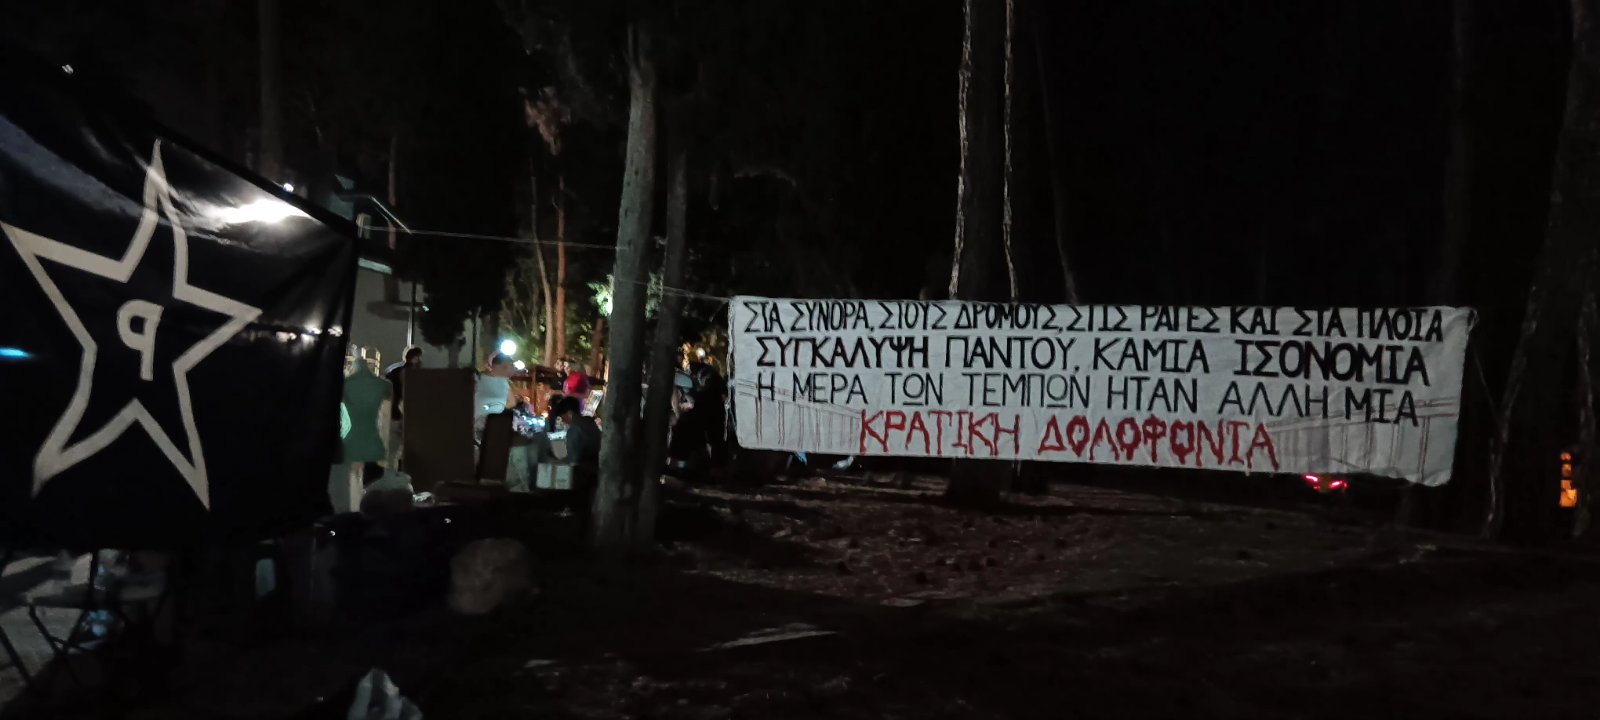 ΣΤΑ ΣΥΝΟΡΑ, ΣΤΟΥΣ ΔΡΟΜΟΥΣ, ΣΤΙΣ ΡΑΓΕΣ ΚΑΙ ΣΤΑ ΠΛΟΙΑ
ΣΥΓΚΑΛΥΨΗ ΠΑΝΤΟΥ, ΚΑΜΙΑ ΙΣΟΝΟΜΙΑ
Η ΜΕΡΑ ΤΩΝ ΤΕΜΠΩΝ ΗΤΑΝ ΑΛΛΗ ΜΙΑ
ΚΡΑΤΙΚΗ ΔΟΛΟΦΟΝΙΑ
P